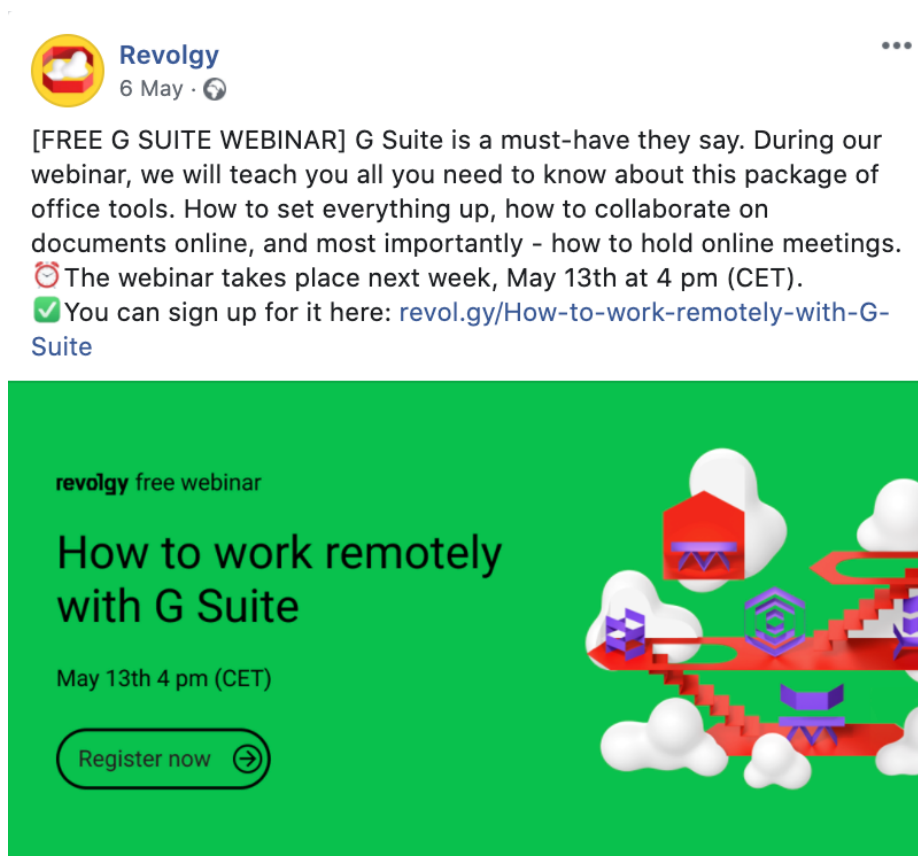 Revolgy
6 May ·
[FREE G SUITE WEBINAR] G Suite is a must-have they say. During our
webinar, we will teach you all you need to know about this package of
office tools. How to set everything up, how to collaborate on
documents online, and most importantly - how to hold online meetings.
⏰The webinar takes place next week, May 13th at 4 pm (CET).
✅You can sign up for it here: revol.gy/How-to-work-remotely-with-G-
Suite
revolgy free webinar
How to work remotely
with G Suite
May 13th 4 pm (CET)
Register now